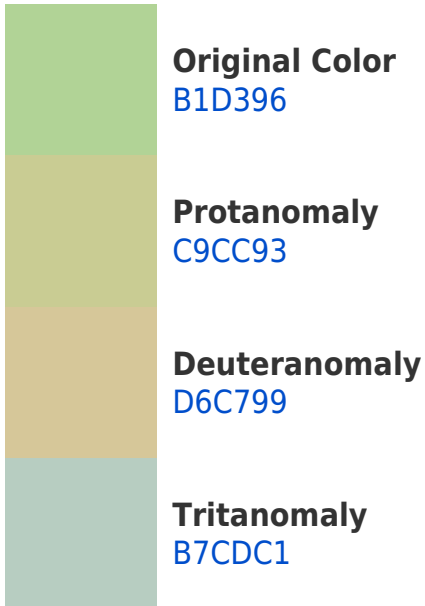 Original Color
B1D396
Protanomaly
C9CC93
Deuteranomaly
D6C799
Tritanomaly
B7CDC1